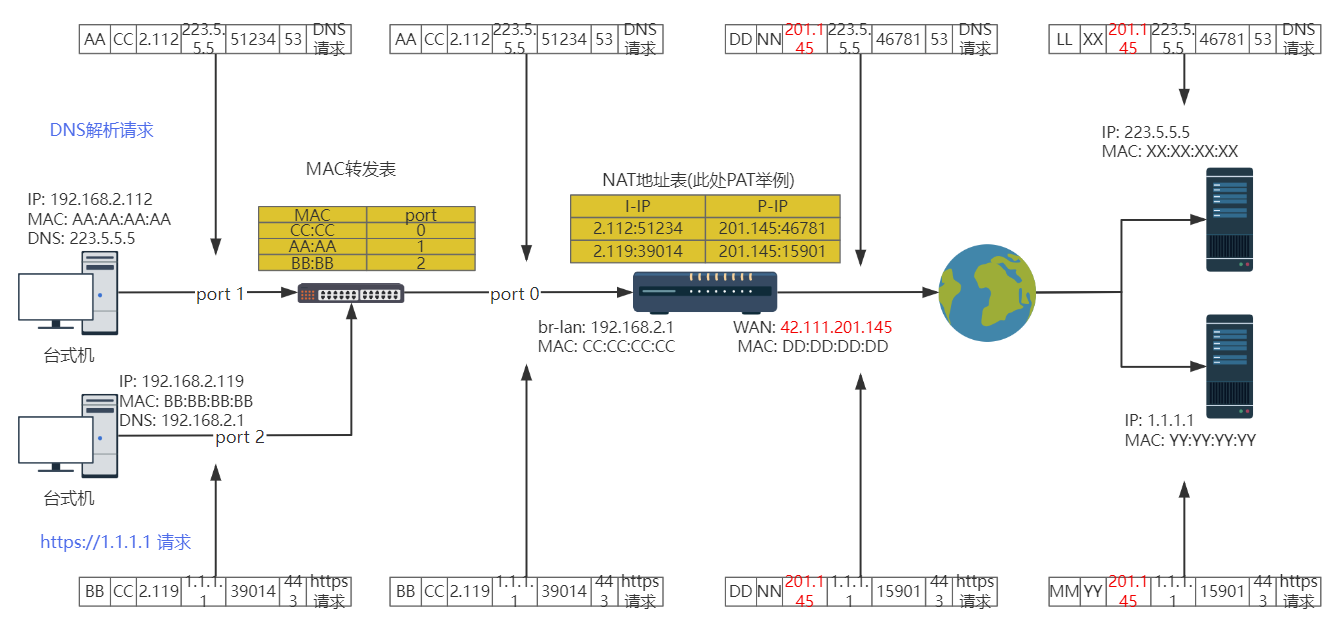 AA CC 2.112 223.5.5.5 51234 53 DNS请求
AA CC 2.112 223.5.5.5 51234 53 DNS请求
DD NN 201.145 223.5.5.5 46781 53 DNS请求
LL XX 201.145 223.5.5.5 46781 53 DNS请求
DNS解析请求
IP: 223.5.5.5
MAC: XX:XX:XX:XX
MAC转发表
NAT地址表(此处PAT举例)
IP: 192.168.2.112
MAC: AA:AA:AA:AA
DNS: 223.5.5.5
MAC port
CC:CC 0
AA:AA 1
BB:BB 2
I-IP P-IP
2.112:51234 201.145:46781
2.119:39014 201.145:15901
port 1
port 0
br-lan: 192.168.2.1
MAC: CC:CC:CC:CC
WAN: 42.111.201.145
MAC: DD:DD:DD:DD
台式机
IP: 192.168.2.119
MAC: BB:BB:BB:BB
DNS: 192.168.2.1
port 2
IP: 1.1.1.1
MAC: YY:YY:YY:YY
台式机
https://1.1.1.1 请求
BB CC 2.119 1.1.1.1 39014 443 https请求
BB CC 2.119 1.1.1.1 39014 443 https请求
DD NN 201.145 1.1.1.1 15901 443 https请求
MM YY 201.145 1.1.1.1 15901 443 https请求